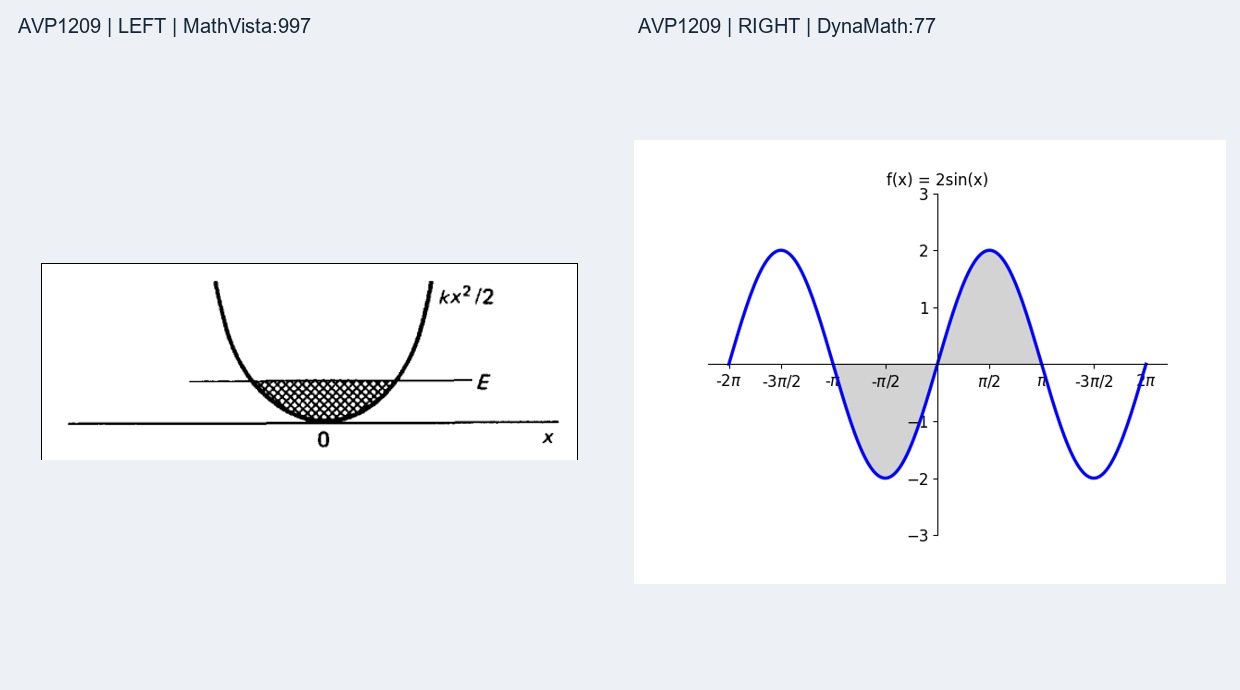 AVP1209 | LEFT | MathVista:997
AVP1209 | RIGHT | DynaMath:77
kx²/2
E
0
x
f(x) = 2sin(x)
3
2
1
-2π -3π/2 -π -π/2 π/2 π -3π/2 2π
−1
−2
−3